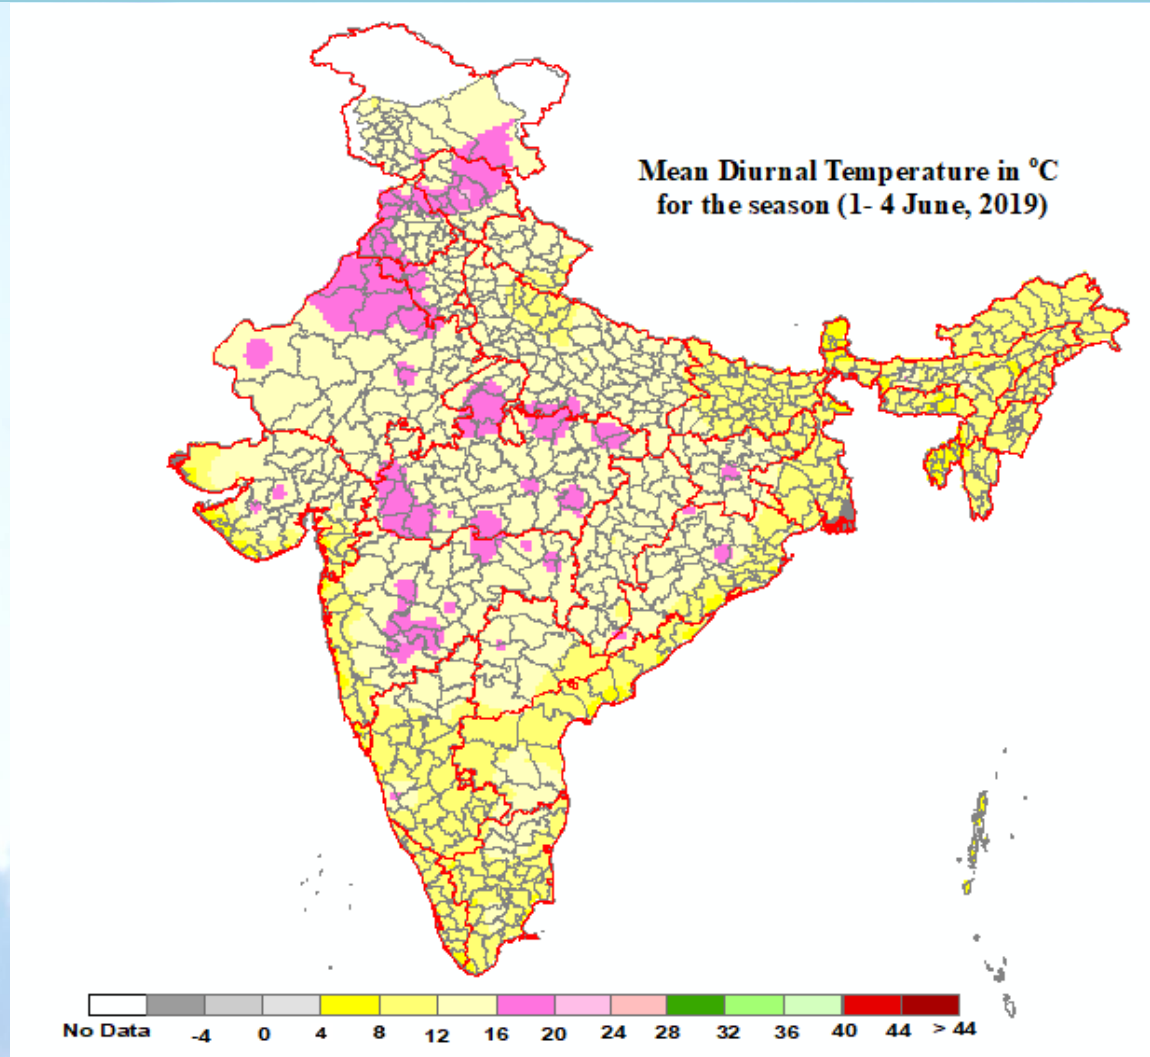 Mean Diurnal Temperature in °C
for the season (1- 4 June, 2019)
No Data -4 0 4 8 12 16 20 24 28 32 36 40 44 > 44